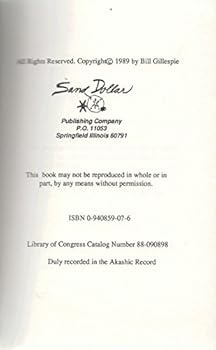 All Rights Reserved. Copyright© 1989 by Bill Gillespie
Sand Dollar
Publishing Company
P.O. 11053
Springfield Illinois 60791
This book may not be reproduced in whole or in
part, by any means without permission.
ISBN 0-940859-07-6
Library of Congress Catalog Number 88-090898
Duly recorded in the Akashic Record